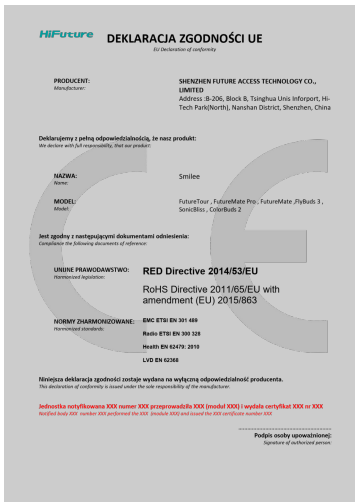 HiFuture
DEKLARACJA ZGODNOŚCI UE
EU Declaration of conformity
PRODUCENT:
Manufacturer:
SHENZHEN FUTURE ACCESS TECHNOLOGY CO.,
LIMITED
Address :B-206, Block B, Tsinghua Unis Inforport, Hi-
Tech Park(North), Nanshan District, Shenzhen, China
Deklarujemy z pełną odpowiedzialnością, że nasz produkt:
We declare with full responsibility, that our product:
NAZWA:
Name:
Smilee
MODEL:
Model:
FutureTour , FutureMate Pro , FutureMate ,FlyBuds 3 ,
SonicBliss , ColorBuds 2
Jest zgodny z następującymi dokumentami odniesienia:
Compliance the following documents of reference:
UNIJNE PRAWODAWSTWO:
Harmonized legislation:
RED Directive 2014/53/EU
RoHS Directive 2011/65/EU with
amendment (EU) 2015/863
NORMY ZHARMONIZOWANE:
Harmonized standards:
EMC ETSI EN 301 489
Radio ETSI EN 300 328
Health EN 62479: 2010
LVD EN 62368
Niniejsza deklaracja zgodności zostaje wydana na wyłączną odpowiedzialność producenta.
This declaration of conformity is issued under the sole responsibility of the manufacturer.
Jednostka notyfikowana XXX numer XXX przeprowadziła XXX (moduł XXX) i wydała certyfikat XXX nr XXX
Notified body XXX number XXX performed the XXX (module XXX) and issued the XXX certificate number XXX
Podpis osoby upoważnionej:
Signature of authorized person: